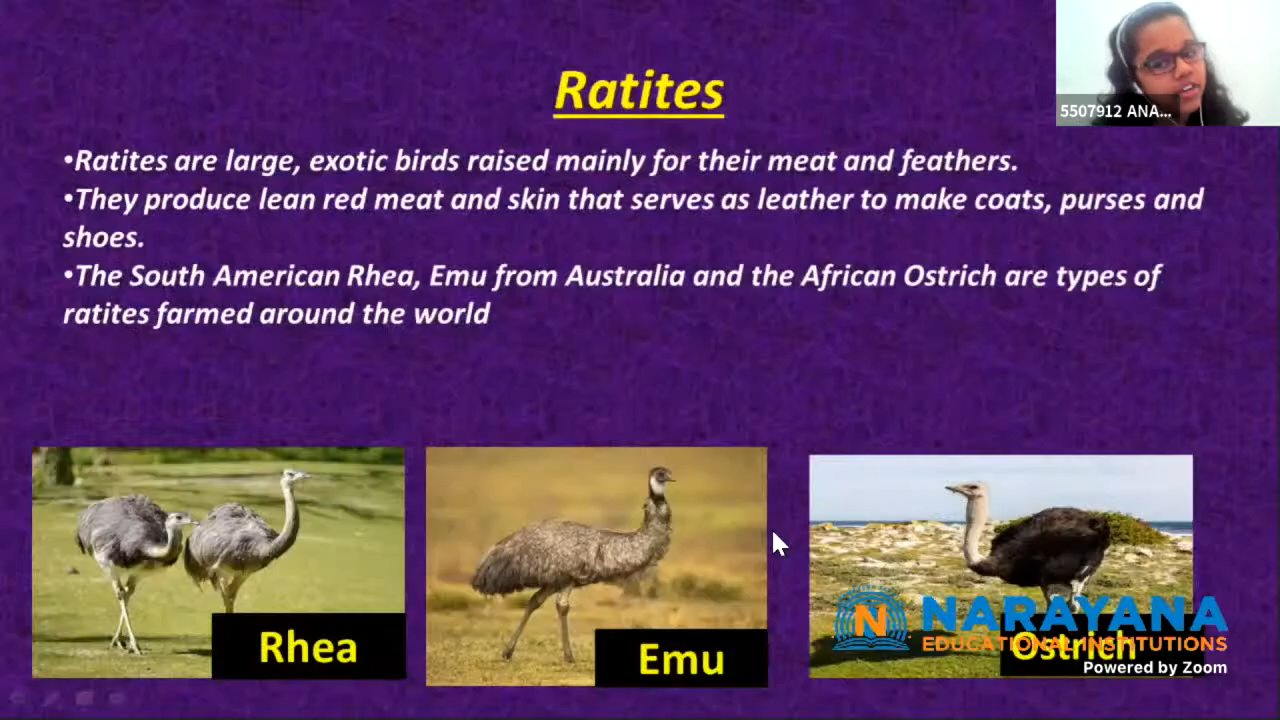 Ratites
5507912 ANA...
•Ratites are large, exotic birds raised mainly for their meat and feathers.
•They produce lean red meat and skin that serves as leather to make coats, purses and
shoes.
•The South American Rhea, Emu from Australia and the African Ostrich are types of
ratites farmed around the world
Rhea
Emu
Ostrich
NARAYANA
EDUCATIONAL INSTITUTIONS
Powered by Zoom
N